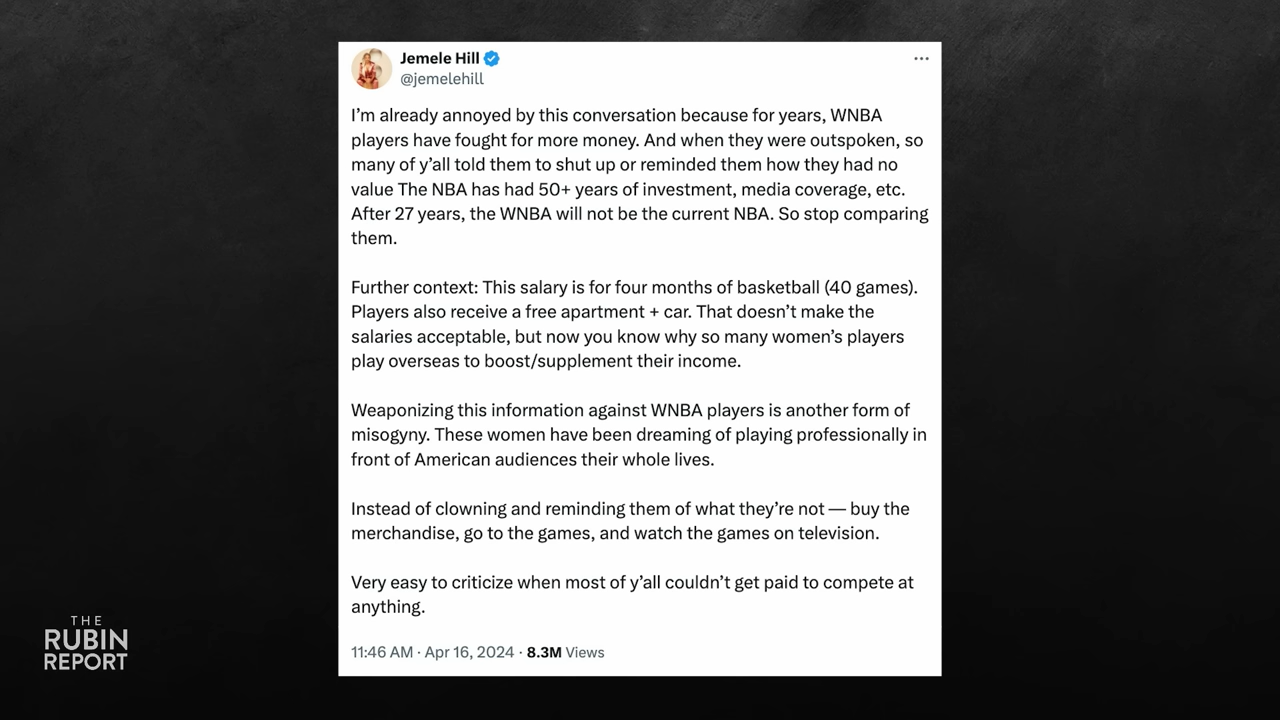 Jemele Hill
@jemelehill
I’m already annoyed by this conversation because for years, WNBA
players have fought for more money. And when they were outspoken, so
many of y’all told them to shut up or reminded them how they had no
value The NBA has had 50+ years of investment, media coverage, etc.
After 27 years, the WNBA will not be the current NBA. So stop comparing
them.
Further context: This salary is for four months of basketball (40 games).
Players also receive a free apartment + car. That doesn’t make the
salaries acceptable, but now you know why so many women’s players
play overseas to boost/supplement their income.
Weaponizing this information against WNBA players is another form of
misogyny. These women have been dreaming of playing professionally in
front of American audiences their whole lives.
Instead of clowning and reminding them of what they’re not — buy the
merchandise, go to the games, and watch the games on television.
Very easy to criticize when most of y’all couldn’t get paid to compete at
anything.
11:46 AM · Apr 16, 2024 · 8.3M Views
THE
RUBIN
REPORT